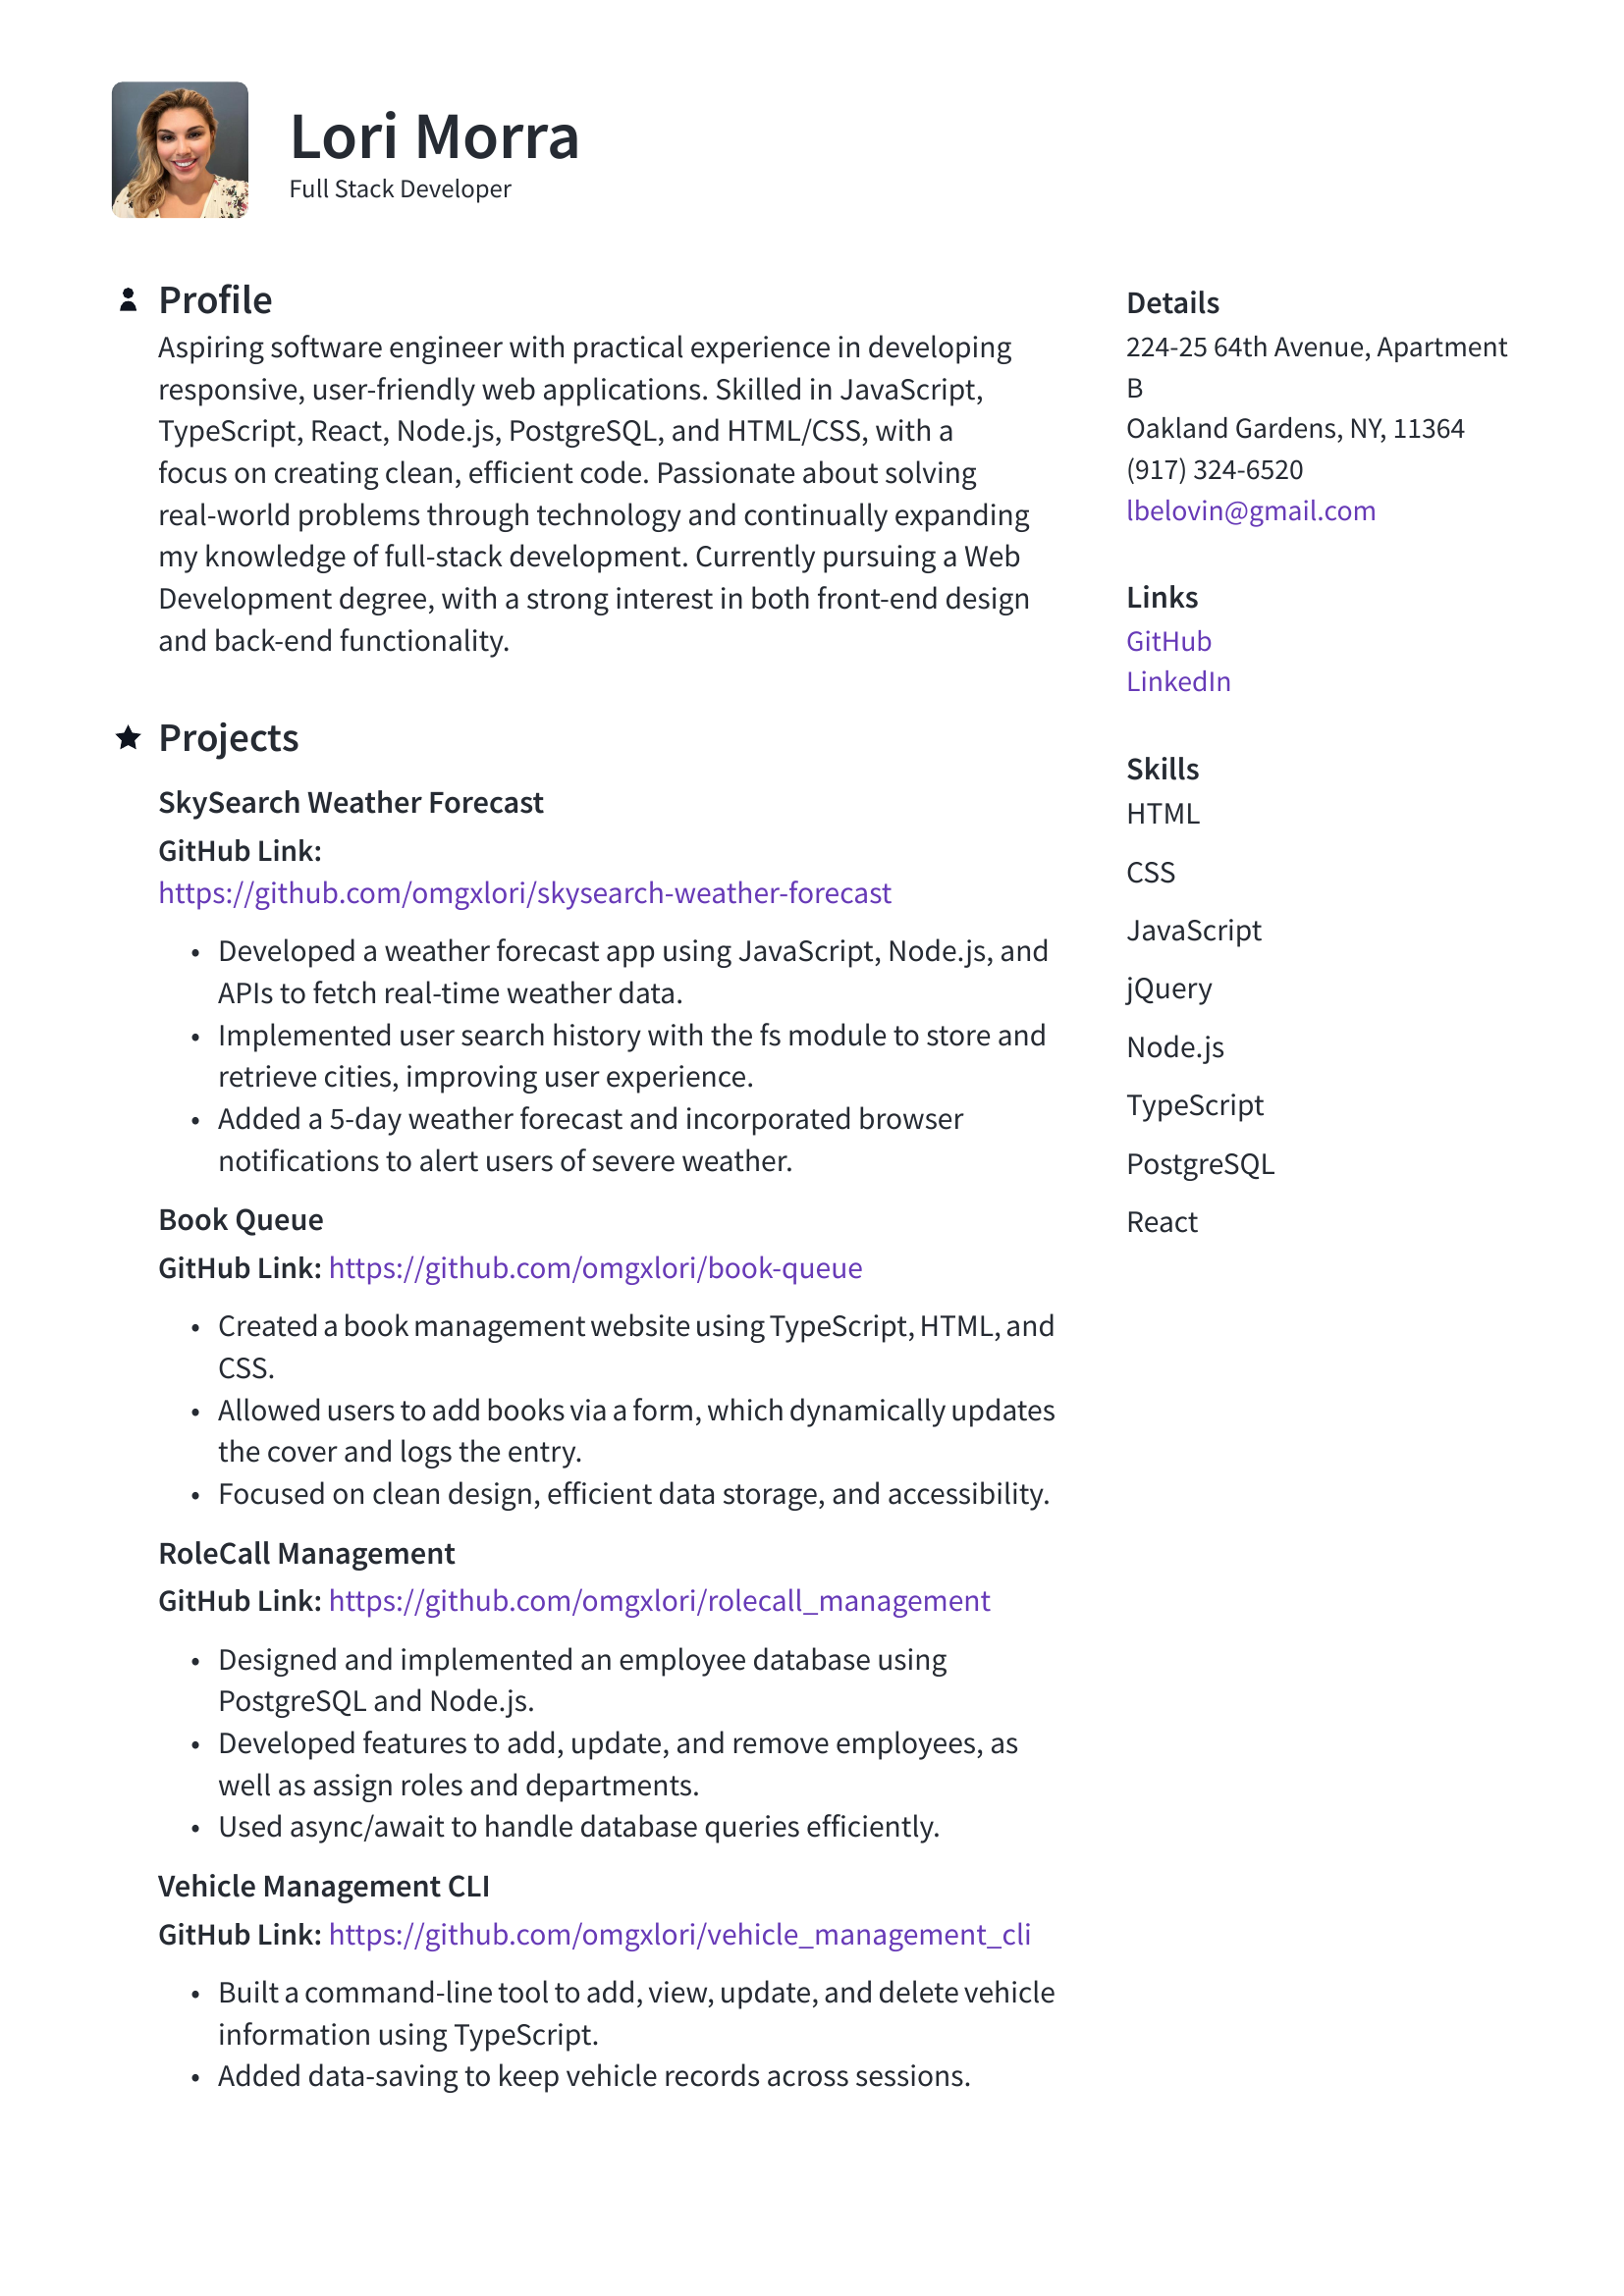 Lori Morra
Full Stack Developer
Profile
Aspiring software engineer with practical experience in developing
responsive, user-friendly web applications. Skilled in JavaScript,
TypeScript, React, Node.js, PostgreSQL, and HTML/CSS, with a
focus on creating clean, efficient code. Passionate about solving
real-world problems through technology and continually expanding
my knowledge of full-stack development. Currently pursuing a Web
Development degree, with a strong interest in both front-end design
and back-end functionality.
Projects
SkySearch Weather Forecast
GitHub Link:
https://github.com/omgxlori/skysearch-weather-forecast
• Developed a weather forecast app using JavaScript, Node.js, and
APIs to fetch real-time weather data.
• Implemented user search history with the fs module to store and
retrieve cities, improving user experience.
• Added a 5-day weather forecast and incorporated browser
notifications to alert users of severe weather.
Book Queue
GitHub Link: https://github.com/omgxlori/book-queue
• Created a book management website using TypeScript, HTML, and
CSS.
• Allowed users to add books via a form, which dynamically updates
the cover and logs the entry.
• Focused on clean design, efficient data storage, and accessibility.
RoleCall Management
GitHub Link: https://github.com/omgxlori/rolecall_management
• Designed and implemented an employee database using
PostgreSQL and Node.js.
• Developed features to add, update, and remove employees, as
well as assign roles and departments.
• Used async/await to handle database queries efficiently.
Vehicle Management CLI
GitHub Link: https://github.com/omgxlori/vehicle_management_cli
• Built a command-line tool to add, view, update, and delete vehicle
information using TypeScript.
• Added data-saving to keep vehicle records across sessions.
Details
224-25 64th Avenue, Apartment
B
Oakland Gardens, NY, 11364
(917) 324-6520
lbelovin@gmail.com
Links
GitHub
LinkedIn
Skills
HTML
CSS
JavaScript
jQuery
Node.js
TypeScript
PostgreSQL
React